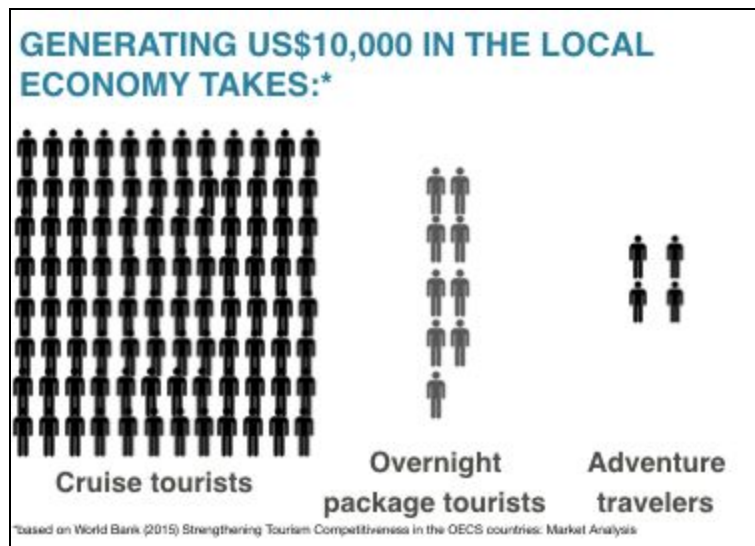 GENERATING US$10,000 IN THE LOCAL
ECONOMY TAKES:*
Cruise tourists
Overnight
package tourists
Adventure
travelers
*based on World Bank (2015) Strengthening Tourism Competitiveness in the OECS countries: Market Analysis